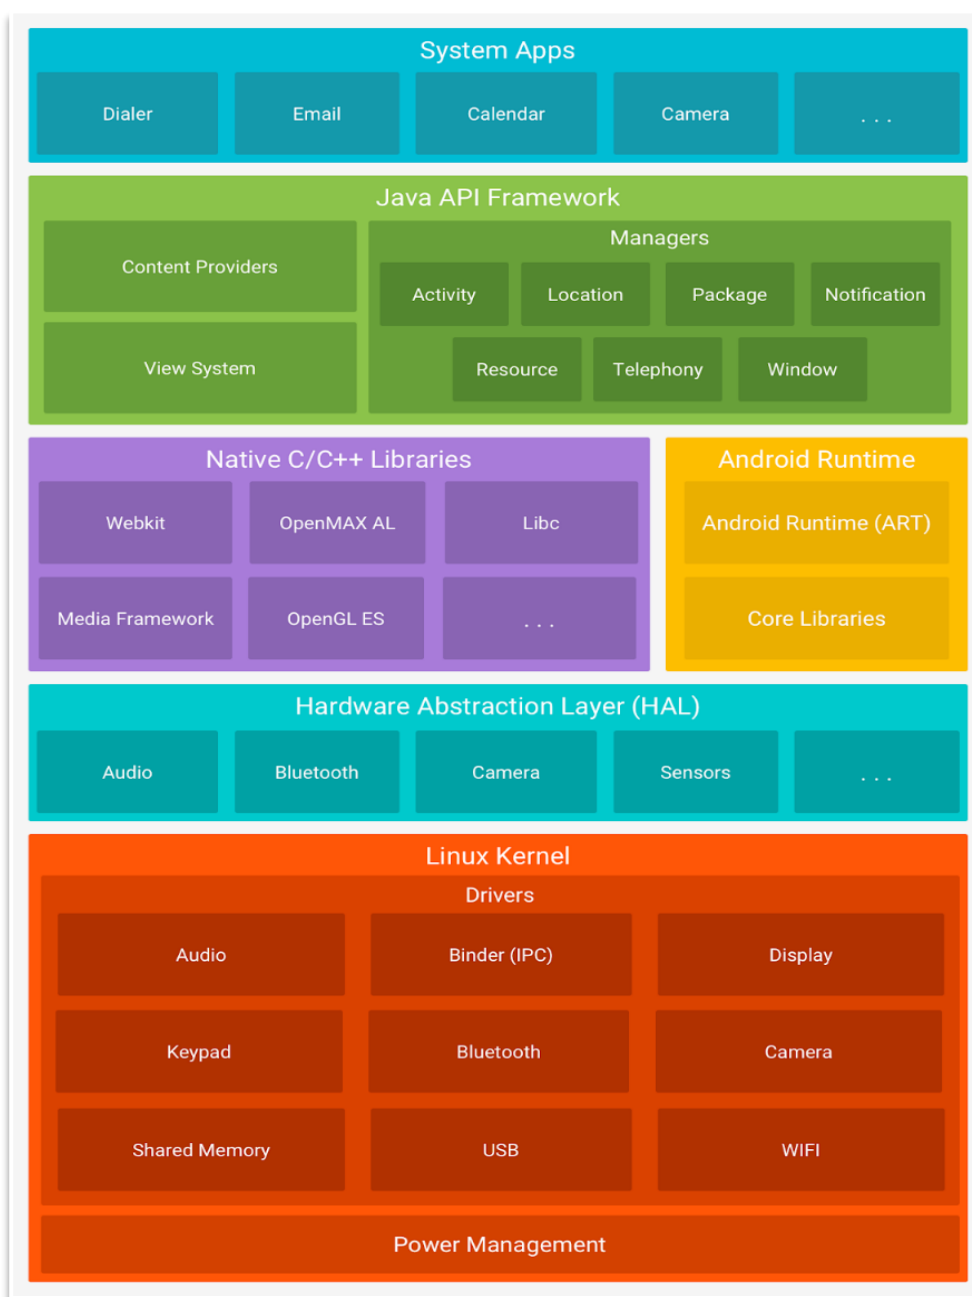 System Apps
Dialer
Email
Calendar
Camera
. . .
Java API Framework
Content Providers
View System
Managers
Activity
Location
Package
Notification
Resource
Telephony
Window
Native C/C++ Libraries
Webkit
OpenMAX AL
Libc
Media Framework
OpenGL ES
. . .
Android Runtime
Android Runtime (ART)
Core Libraries
Hardware Abstraction Layer (HAL)
Audio
Bluetooth
Camera
Sensors
. . .
Linux Kernel
Drivers
Audio
Binder (IPC)
Display
Keypad
Bluetooth
Camera
Shared Memory
USB
WIFI
Power Management